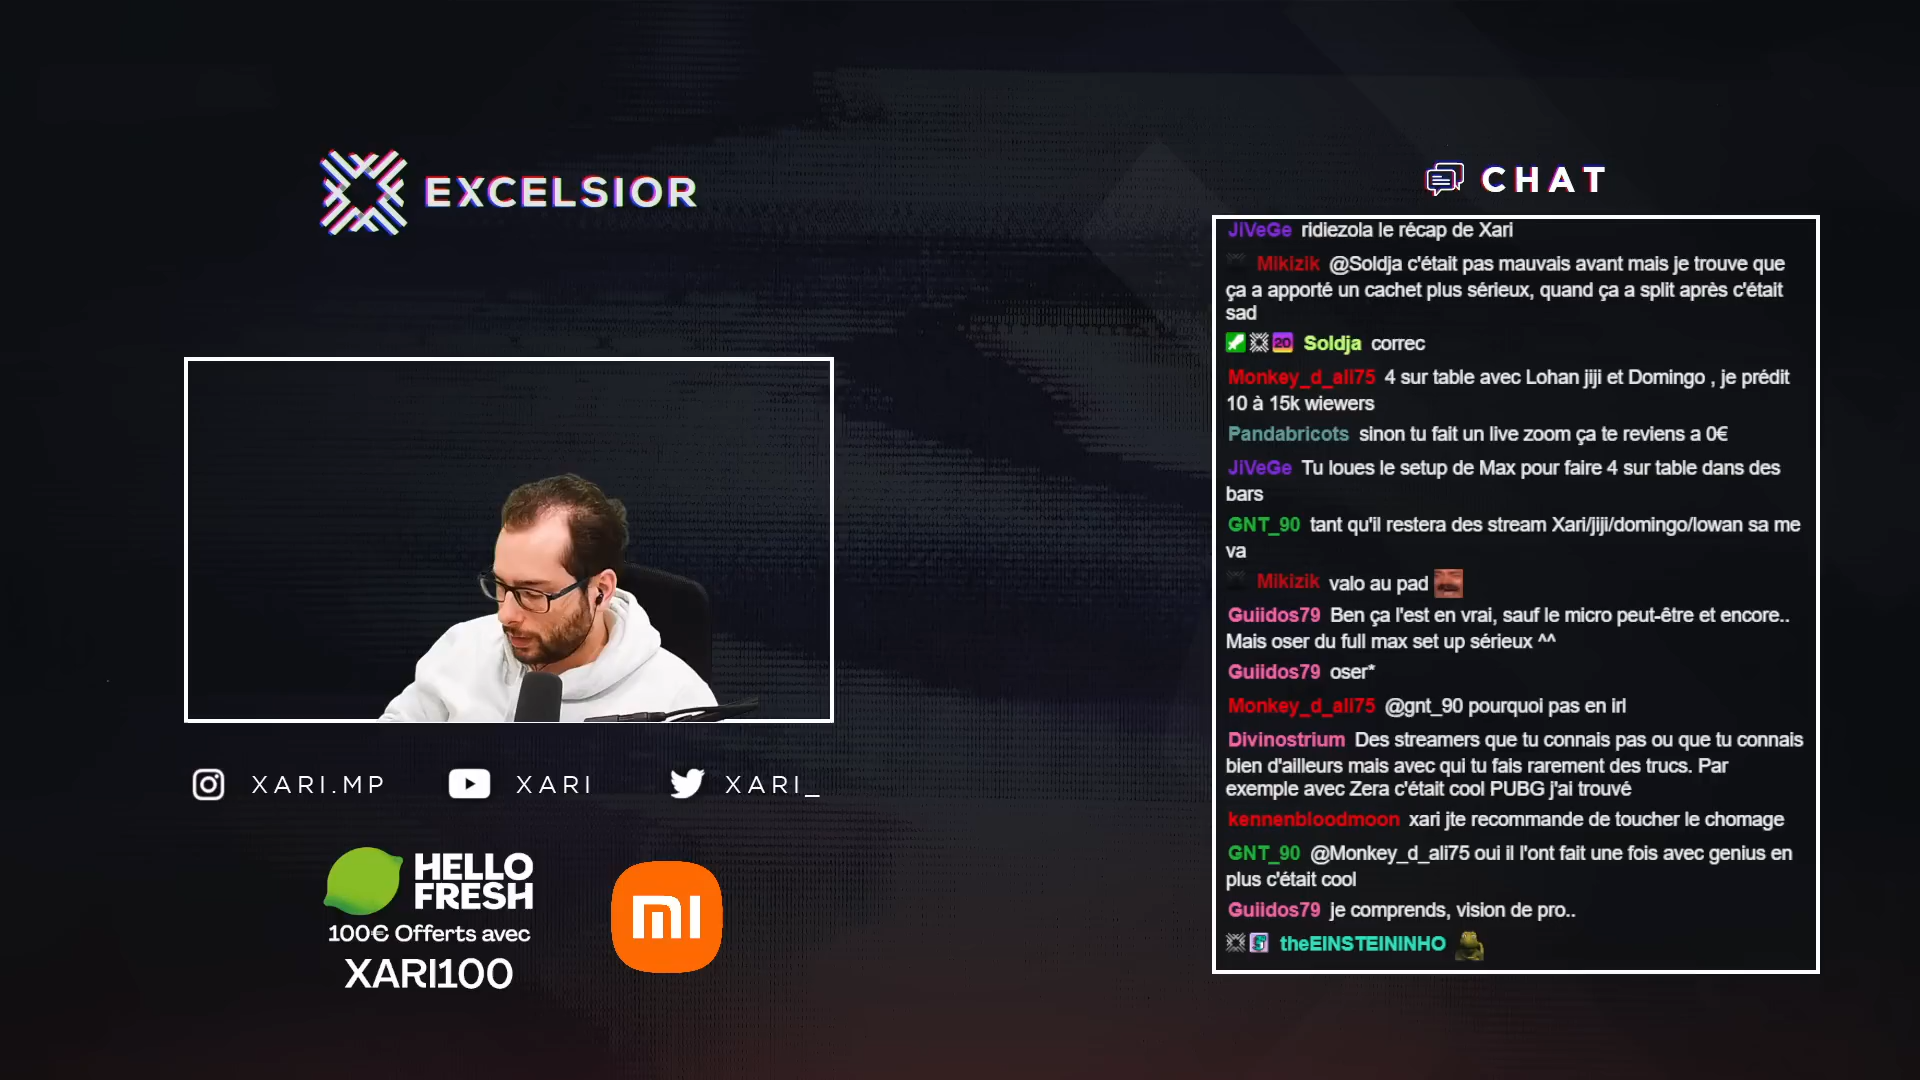 EXCELSIOR
CHAT
JiVeGe ridiezola le récap de Xari
Mikizik @Soldja c'était pas mauvais avant mais je trouve que
ça a apporté un cachet plus sérieux, quand ça a split après c'était
sad
20 Soldja correc
Monkey_d_ali75 4 sur table avec Lohan jiji et Domingo , je prédit
10 à 15k wiewers
Pandabricots sinon tu fait un live zoom ça te reviens a 0€
JiVeGe Tu loues le setup de Max pour faire 4 sur table dans des
bars
GNT_90 tant qu'il restera des stream Xari/jiji/domingo/lowan sa me
va
Mikizik valo au pad
Guiidos79 Ben ça l'est en vrai, sauf le micro peut-être et encore..
Mais oser du full max set up sérieux ^^
Guiidos79 oser*
Monkey_d_ali75 @gnt_90 pourquoi pas en irl
Divinostrium Des streamers que tu connais pas ou que tu connais
bien d'ailleurs mais avec qui tu fais rarement des trucs. Par
exemple avec Zera c'était cool PUBG j'ai trouvé
kennenbloodmoon xari jte recommande de toucher le chomage
GNT_90 @Monkey_d_ali75 oui il l'ont fait une fois avec genius en
plus c'était cool
Guiidos79 je comprends, vision de pro..
theEINSTEININHO
XARI.MP
XARI
XARI_
HELLO
FRESH
100€ Offerts avec
XARI100
mi